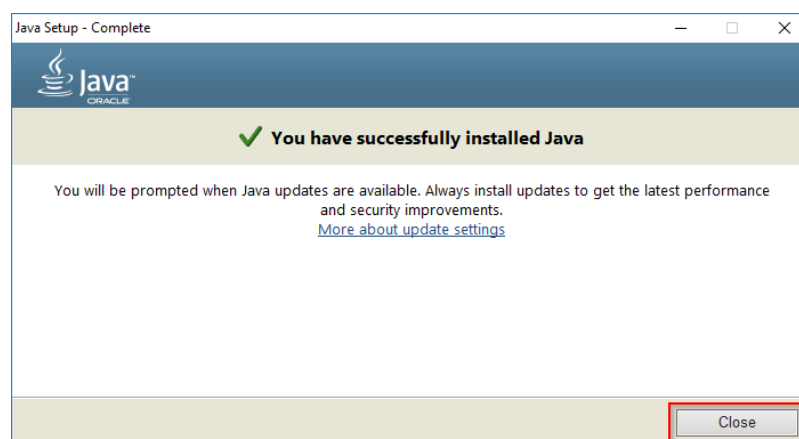 Java Setup - Complete
Java™
ORACLE
You have successfully installed Java
You will be prompted when Java updates are available. Always install updates to get the latest performance
and security improvements.
More about update settings
Close